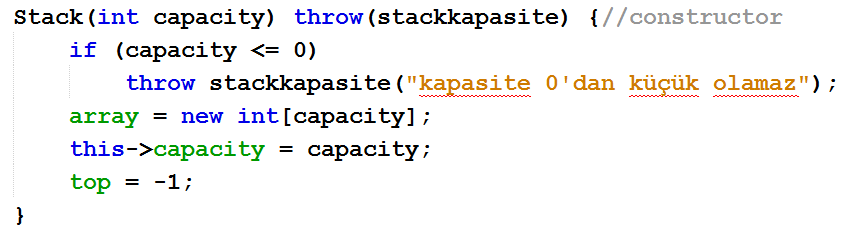 Stack(int capacity) throw(stackkapasite) {//constructor
if (capacity <= 0)
throw stackkapasite("kapasite 0'dan küçük olamaz");
array = new int[capacity];
this->capacity = capacity;
top = -1;
}